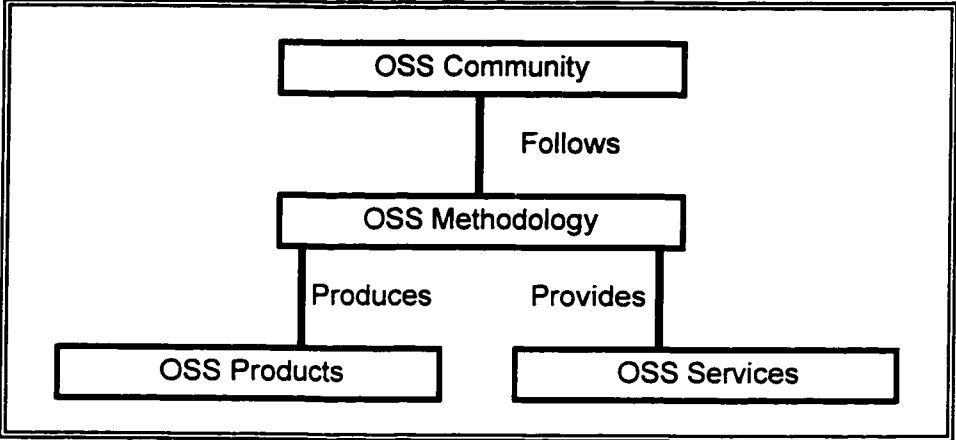 OSS Community
Follows
OSS Methodology
Produces
Provides
OSS Products
OSS Services